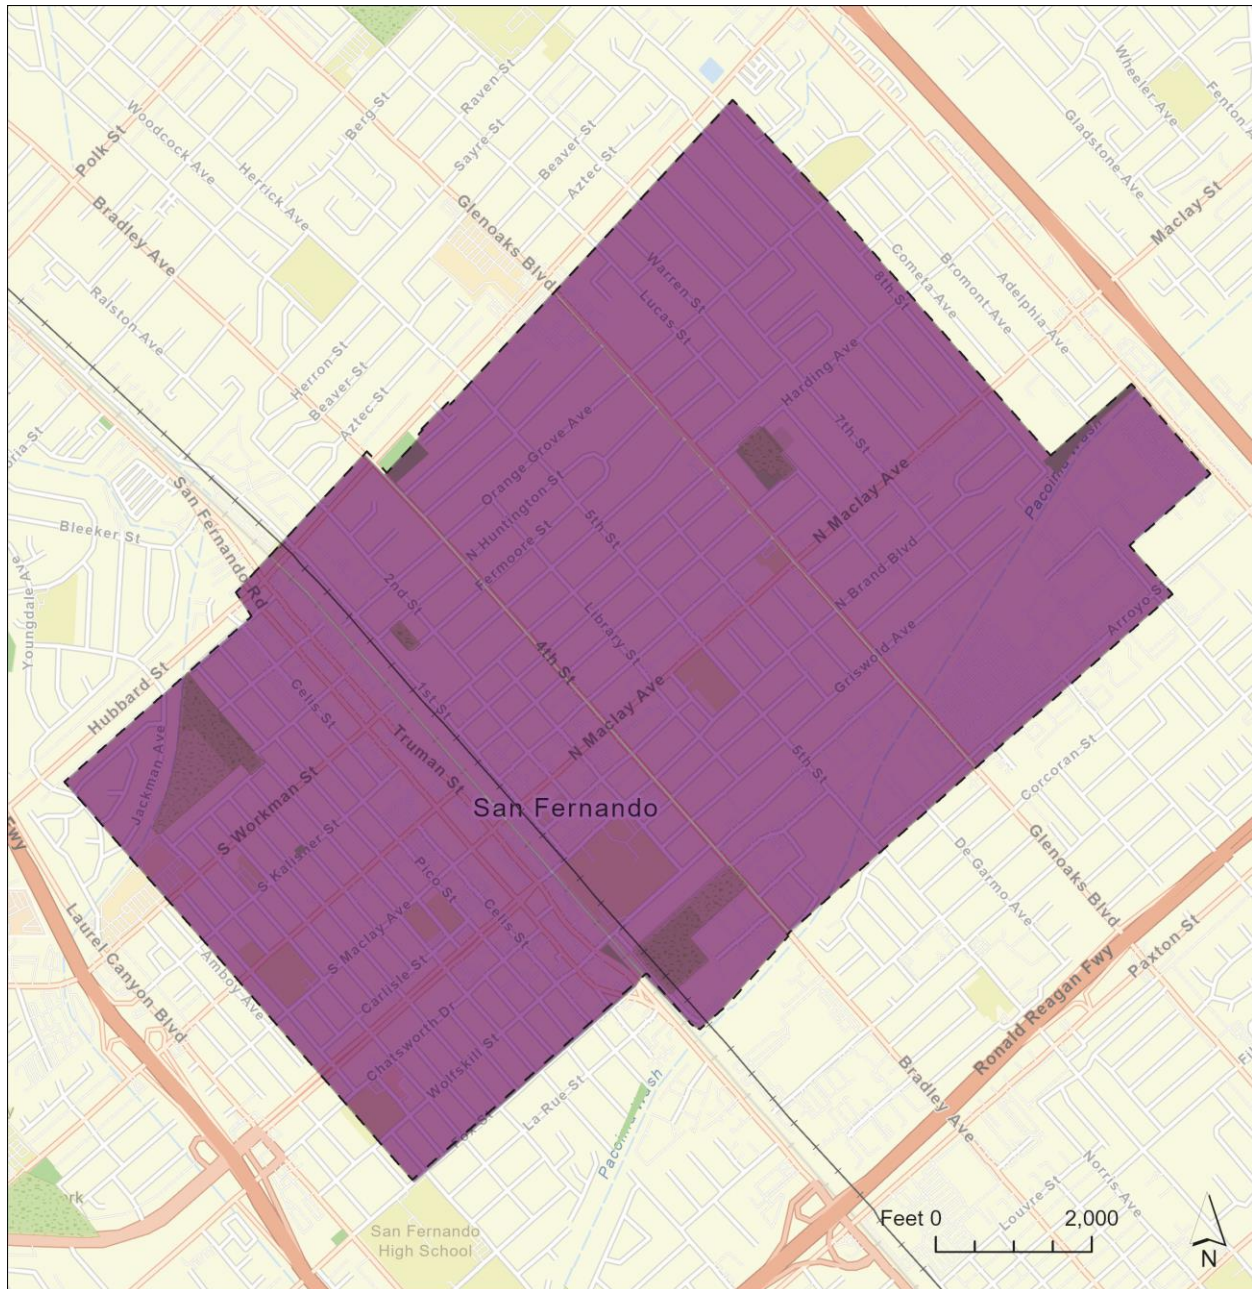 Wheeler Ave
Fenton
Gladstone Ave
Maclay St
Raven St
Berg St
Sayre St
Beaver St
Aztec St
Woodcock Ave
Polk St
Herrick Ave
Bradley Ave
Glenoaks Blvd
Ralston Ave
Herron St
Beaver St
Aztec St
Warren St
Lucas St
8th St
Cometa Ave
Bromont Ave
Adelphia Ave
Harding Ave
7th St
Orange Grove Ave
N Huntington St
Fermoore St
5th St
N Maclay Ave
Pacoima Wash
N Brand Blvd
San Fernando Rd
Bleeker St
Youngdale Ave
2nd St
Library St
4th St
Griswold Ave
Arroyo S
Hubbard St
Jackman Ave
Celis St
1st St
Truman St
N Maclay Ave
5th St
Corcoran St
San Fernando
S Workman St
S Kalisher St
Pico St
Celis St
S Maclay Ave
Carlisle St
Chatsworth Dr
Wolfskill St
Fwy
Laurel Canyon Blvd
Amboy Ave
De Garmo Ave
Glenoaks Blvd
Ronald Reagan Fwy
Paxton St
La Rue St
Pacoima Wash
Bradley Ave
Norris Ave
Louvre St
San Fernando
High School
Feet 0 2,000
N